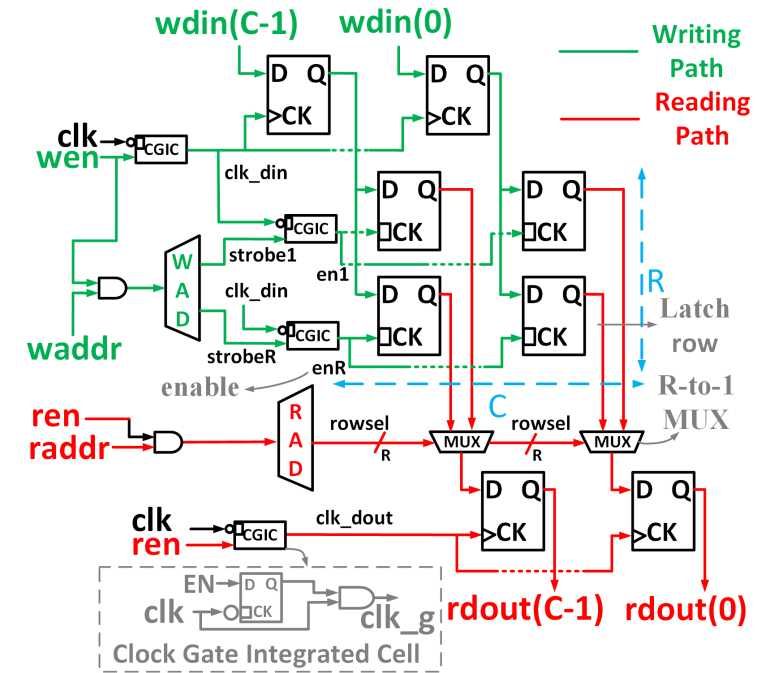 wdin(C-1)
wdin(0)
Writing
Path
Reading
Path
D Q
CK
D Q
CK
clk
wen
CGIC
clk_din
D Q
CK
D Q
CK
CGIC
strobe1
en1
W
A
D
clk_din
waddr
D Q
CK
D Q
CK
R
Latch
row
CGIC
strobeR
enR
enable
C
R-to-1
MUX
ren
raddr
R
A
D
rowsel
R
MUX
rowsel
R
MUX
D Q
CK
D Q
CK
clk
ren
CGIC
clk_dout
EN
D Q
CK
clk
clk_g
Clock Gate Integrated Cell
rdout(C-1)
rdout(0)